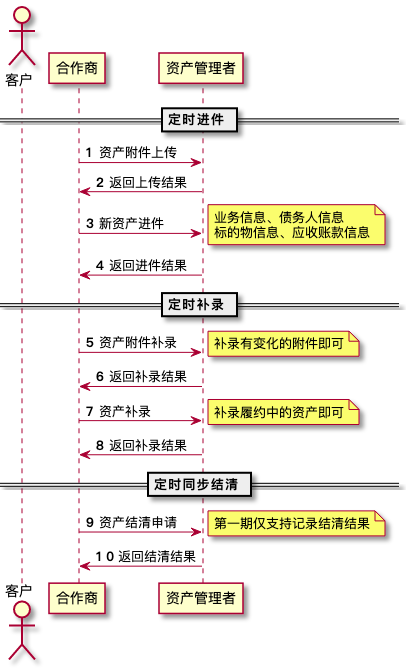 客户
合作商
资产管理者
定时进件
1 资产附件上传
2 返回上传结果
3 新资产进件
业务信息、债务人信息
标的物信息、应收账款信息
4 返回进件结果
定时补录
5 资产附件补录
补录有变化的附件即可
6 返回补录结果
7 资产补录
补录履约中的资产即可
8 返回补录结果
定时同步结清
9 资产结清申请
第一期仅支持记录结清结果
10 返回结清结果
客户
合作商
资产管理者